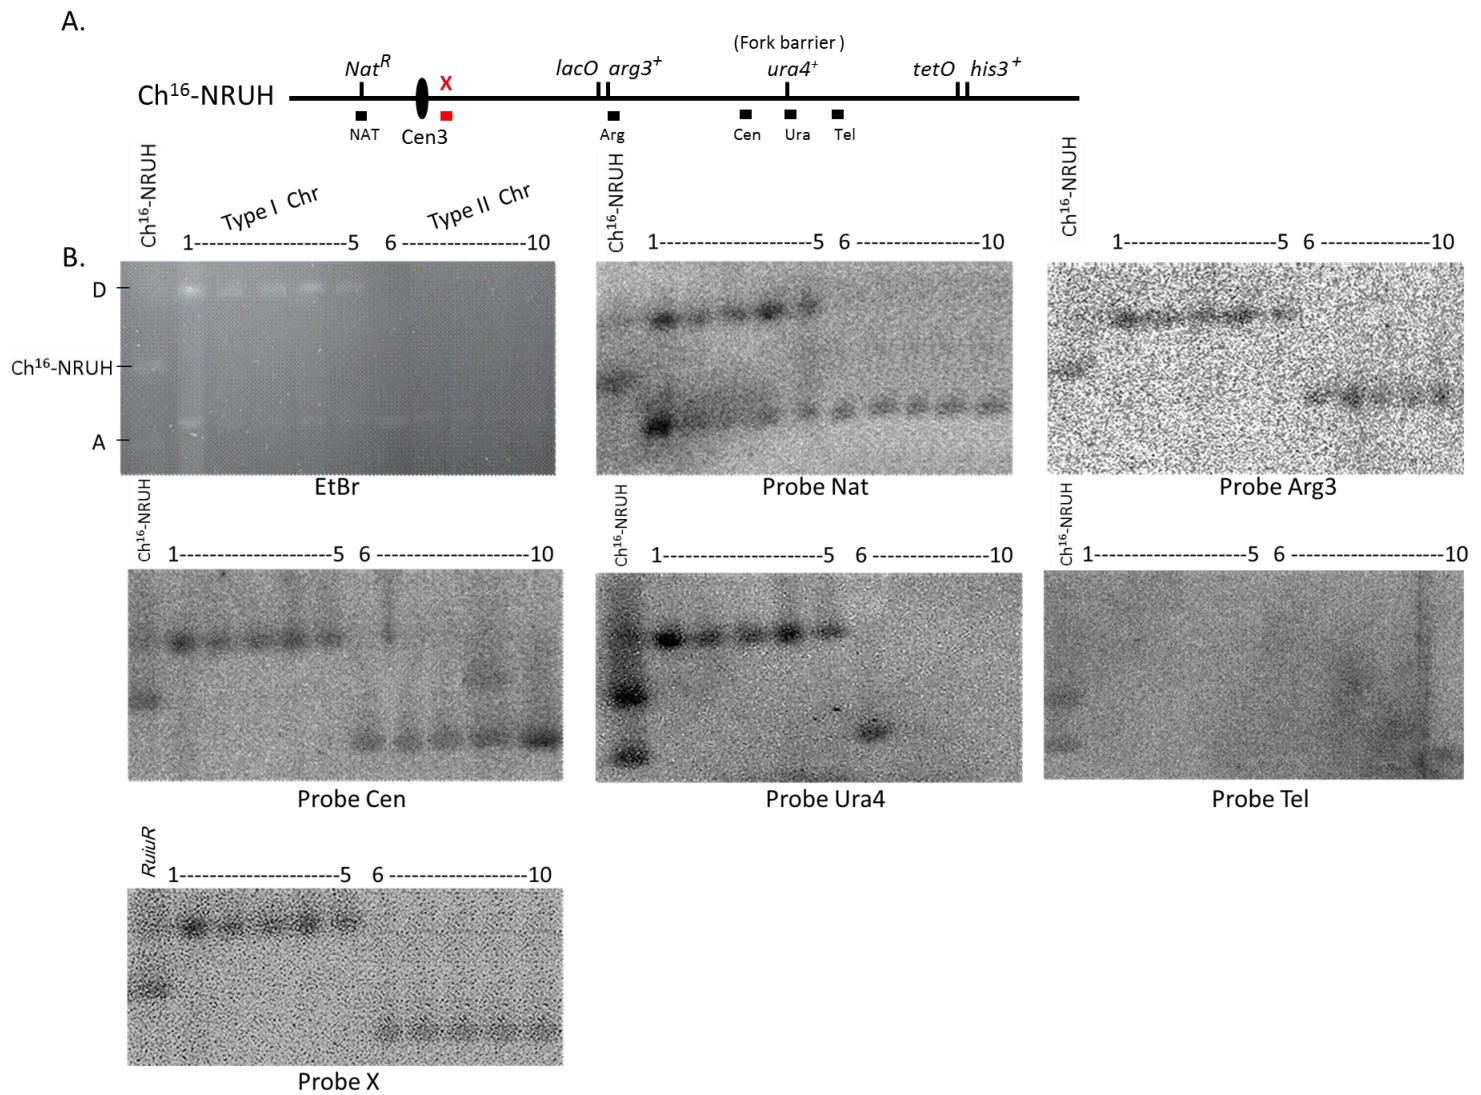 A.
(Fork barrier )
Nat^R X lacO arg3⁺ ura4⁺ tetO his3⁺
Ch¹⁶-NRUH
NAT Cen3 Arg Cen Ura Tel
Ch¹⁶-NRUH Type I Chr Type II Chr Ch¹⁶-NRUH Ch¹⁶-NRUH
1--------------------5 6 --------------------10 1--------------------5 6 -----------------10 1--------------------5 6 -----------------10
B.
D
Ch¹⁶-NRUH
A
EtBr Probe Nat Probe Arg3
Ch¹⁶-NRUH Ch¹⁶-NRUH Ch¹⁶-NRUH
1--------------------5 6 --------------------10 1---------------------5 6 -----------------10 1--------------------5 6 --------------------10
Probe Cen Probe Ura4 Probe Tel
RuiuR
1---------------------5 6 -------------------10
Probe X